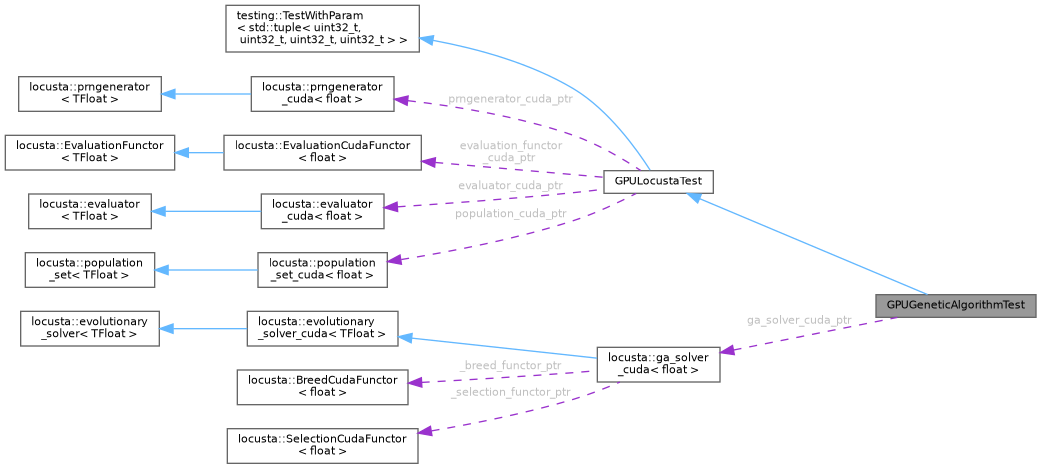 testing::TestWithParam
< std::tuple< uint32_t,
uint32_t, uint32_t, uint32_t > >
locusta::prngenerator
< TFloat >
locusta::prngenerator
_cuda< float >
prngenerator_cuda_ptr
locusta::EvaluationFunctor
< TFloat >
locusta::EvaluationCudaFunctor
< float >
evaluation_functor
_cuda_ptr
GPULocustaTest
locusta::evaluator
< TFloat >
locusta::evaluator
_cuda< float >
evaluator_cuda_ptr
population_cuda_ptr
locusta::population
_set< TFloat >
locusta::population
_set_cuda< float >
GPUGeneticAlgorithmTest
locusta::evolutionary
_solver< TFloat >
locusta::evolutionary
_solver_cuda< TFloat >
ga_solver_cuda_ptr
locusta::ga_solver
_cuda< float >
_breed_functor_ptr
locusta::BreedCudaFunctor
< float >
_selection_functor_ptr
locusta::SelectionCudaFunctor
< float >